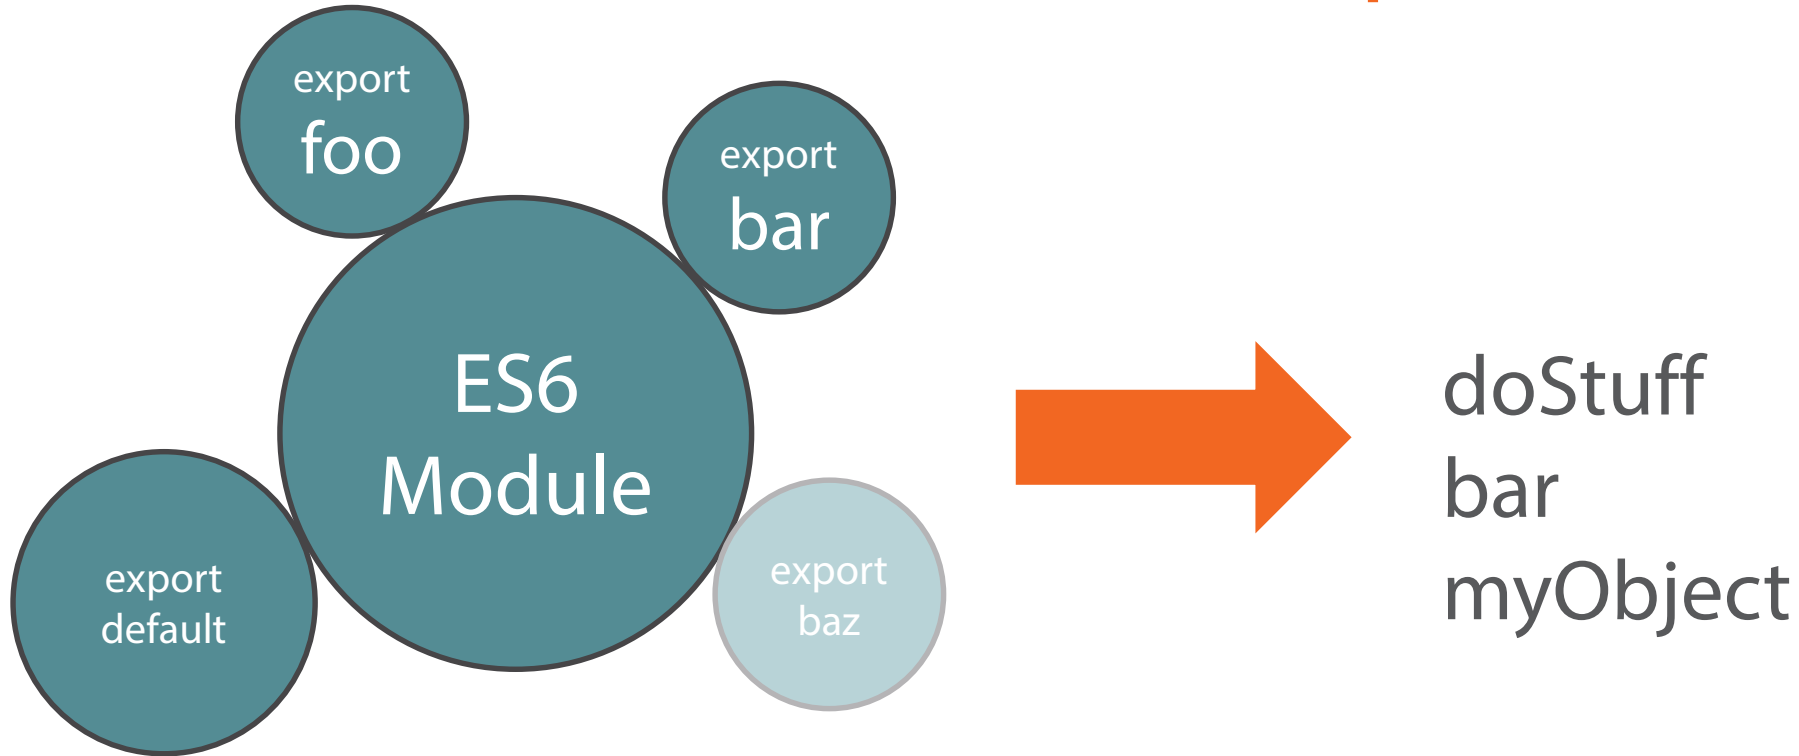 export
foo
export
bar
ES6
Module
export
default
export
baz
doStuff
bar
myObject